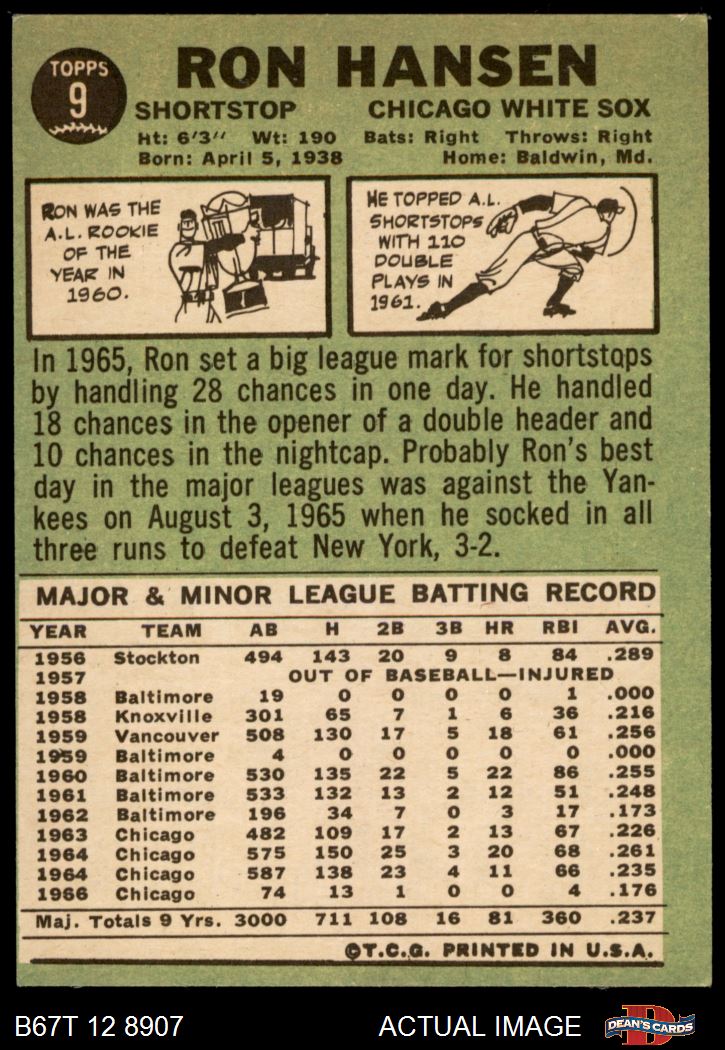 TOPPS
9
RON HANSEN
SHORTSTOP CHICAGO WHITE SOX
Ht: 6'3" Wt: 190 Bats: Right Throws: Right
Born: April 5, 1938 Home: Baldwin, Md.
RON WAS THE
A.L. ROOKIE
OF THE
YEAR IN
1960.
HE TOPPED A.L.
SHORTSTOPS
WITH 110
DOUBLE
PLAYS IN
1961.
In 1965, Ron set a big league mark for shortstops
by handling 28 chances in one day. He handled
18 chances in the opener of a double header and
10 chances in the nightcap. Probably Ron's best
day in the major leagues was against the Yan-
kees on August 3, 1965 when he socked in all
three runs to defeat New York, 3-2.
MAJOR & MINOR LEAGUE BATTING RECORD
YEAR TEAM AB H 2B 3B HR RBI AVG.
1956 Stockton 494 143 20 9 8 84 .289
1957 OUT OF BASEBALL—INJURED
1958 Baltimore 19 0 0 0 0 1 .000
1958 Knoxville 301 65 7 1 6 36 .216
1959 Vancouver 508 130 17 5 18 61 .256
1959 Baltimore 4 0 0 0 0 0 .000
1960 Baltimore 530 135 22 5 22 86 .255
1961 Baltimore 533 132 13 2 12 51 .248
1962 Baltimore 196 34 7 0 3 17 .173
1963 Chicago 482 109 17 2 13 67 .226
1964 Chicago 575 150 25 3 20 68 .261
1964 Chicago 587 138 23 4 11 66 .235
1966 Chicago 74 13 1 0 0 4 .176
Maj. Totals 9 Yrs. 3000 711 108 16 81 360 .237
©T.C.G. PRINTED IN U.S.A.
B67T 12 8907 ACTUAL IMAGE
D
DEAN'S CARDS